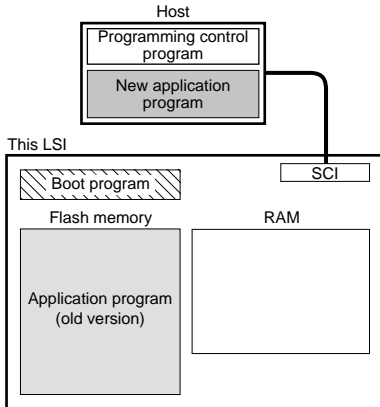 Host
Programming control
program
New application
program
This LSI
SCI
Boot program
Flash memory
RAM
Application program
(old version)